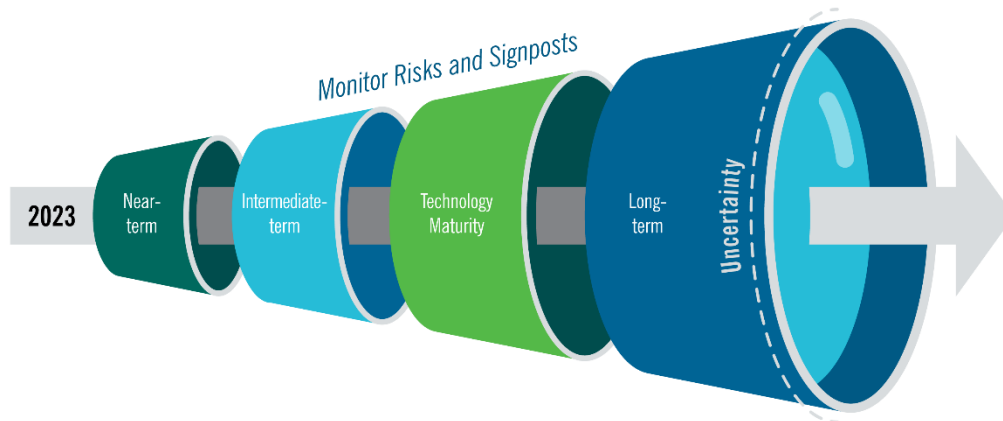 Monitor Risks and Signposts
2023
Near-
term
Intermediate-
term
Technology
Maturity
Long-
term
Uncertainty